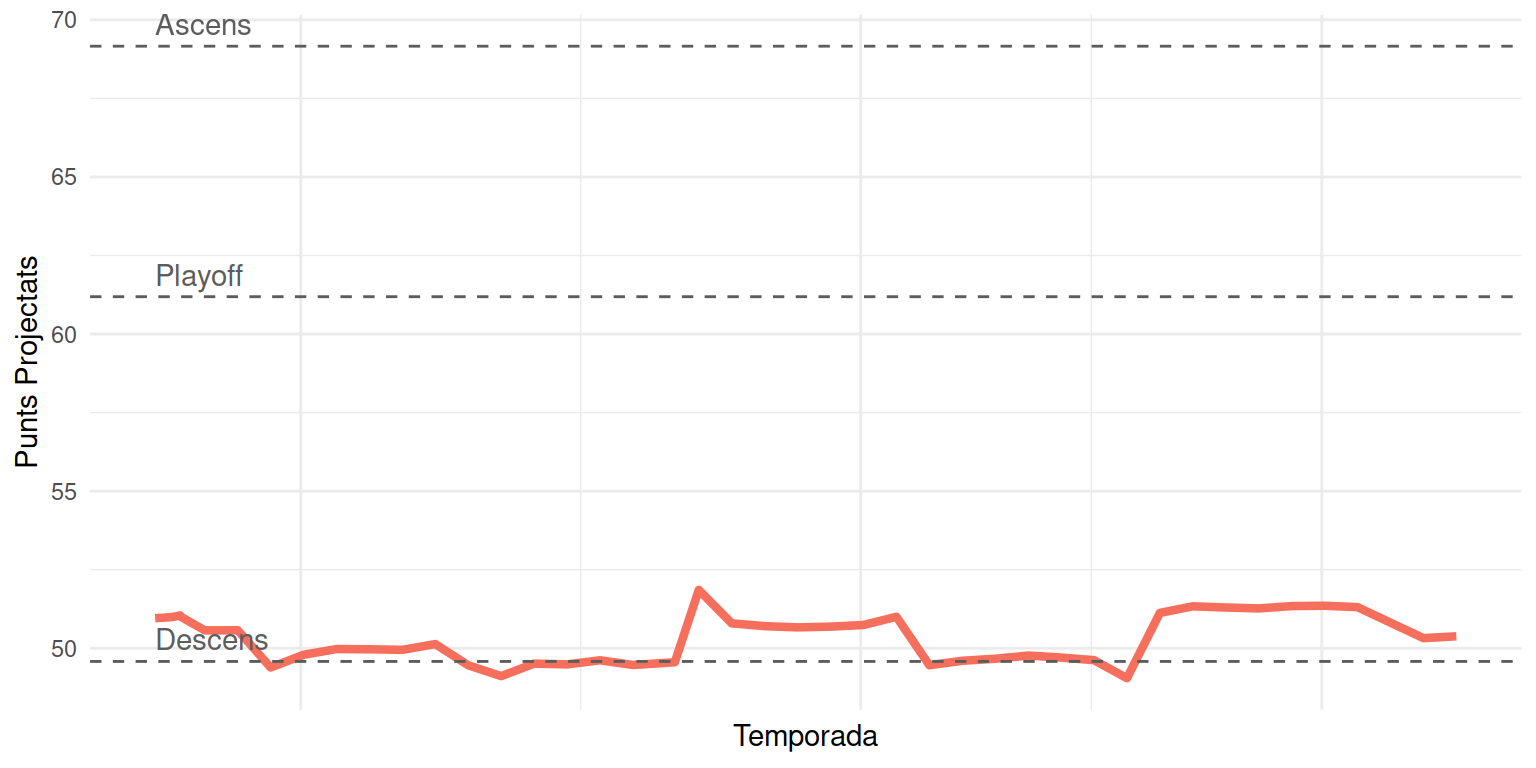 70
Ascens
65
Playoff
60
55
Descens
50
Punts Projectats
Temporada